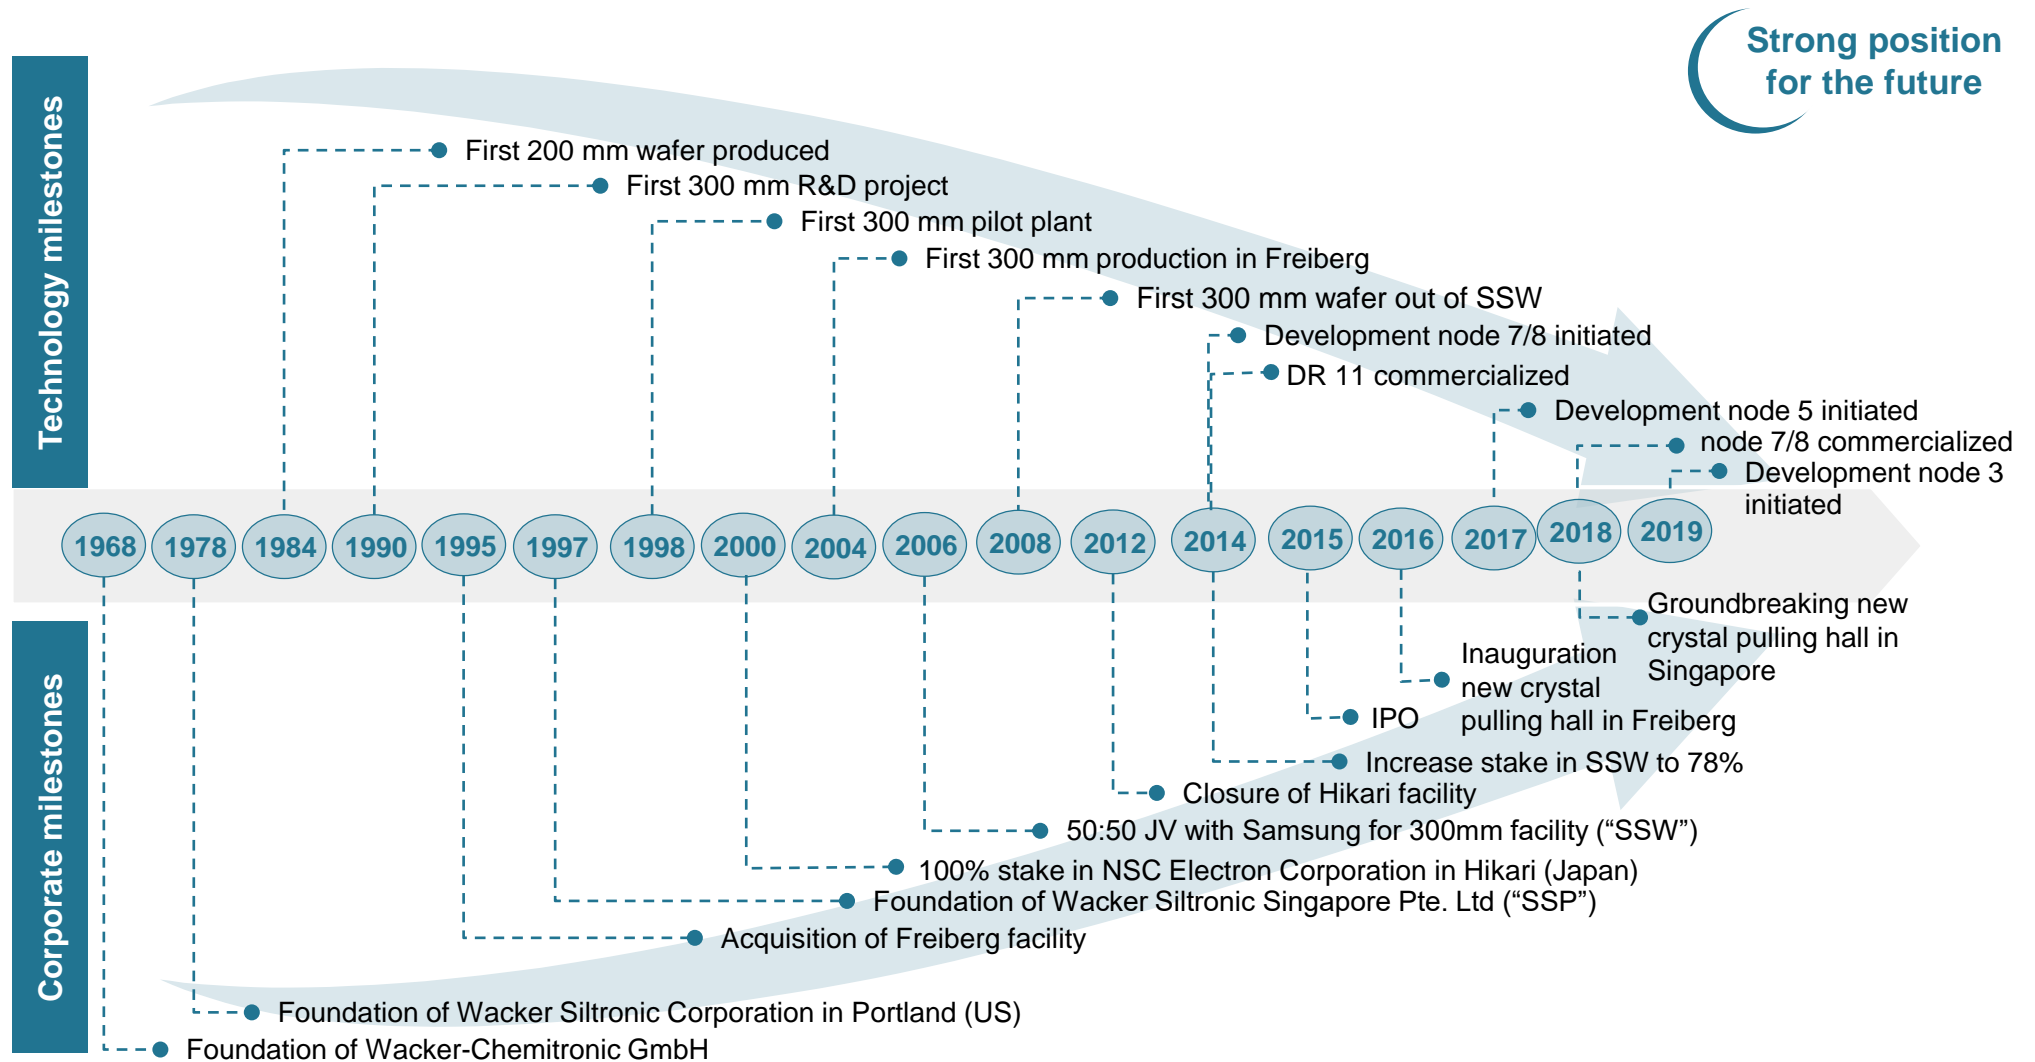 Strong position
for the future
Technology milestones
First 200 mm wafer produced
First 300 mm R&D project
First 300 mm pilot plant
First 300 mm production in Freiberg
First 300 mm wafer out of SSW
Development node 7/8 initiated
DR 11 commercialized
Development node 5 initiated
node 7/8 commercialized
Development node 3
initiated
1968 1978 1984 1990 1995 1997 1998 2000 2004 2006 2008 2012 2014 2015 2016 2017 2018 2019
Corporate milestones
Groundbreaking new
crystal pulling hall in
Singapore
Inauguration
new crystal
pulling hall in Freiberg
IPO
Increase stake in SSW to 78%
Closure of Hikari facility
50:50 JV with Samsung for 300mm facility (“SSW”)
100% stake in NSC Electron Corporation in Hikari (Japan)
Foundation of Wacker Siltronic Singapore Pte. Ltd (“SSP”)
Acquisition of Freiberg facility
Foundation of Wacker Siltronic Corporation in Portland (US)
Foundation of Wacker-Chemitronic GmbH